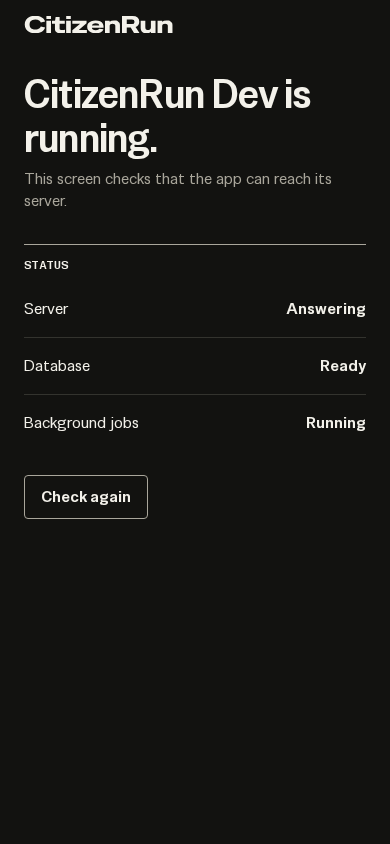 CitizenRun
CitizenRun Dev is
running.
This screen checks that the app can reach its
server.
STATUS
Server Answering
Database Ready
Background jobs Running
Check again